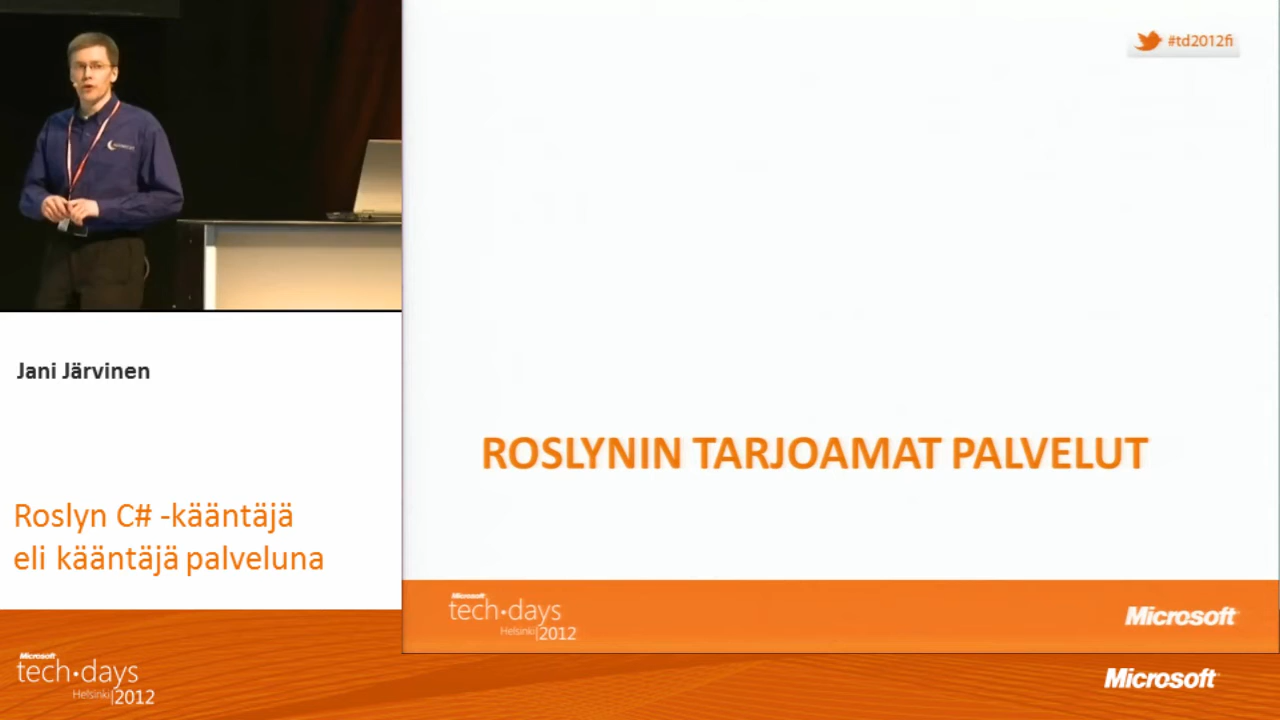 #td2012fi
Jani Järvinen
ROSLYNIN TARJOAMAT PALVELUT
Roslyn C# -kääntäjä
eli kääntäjä palveluna
Microsoft
tech·days
Helsinki|2012
Microsoft
Microsoft
tech·days
Helsinki|2012
Microsoft